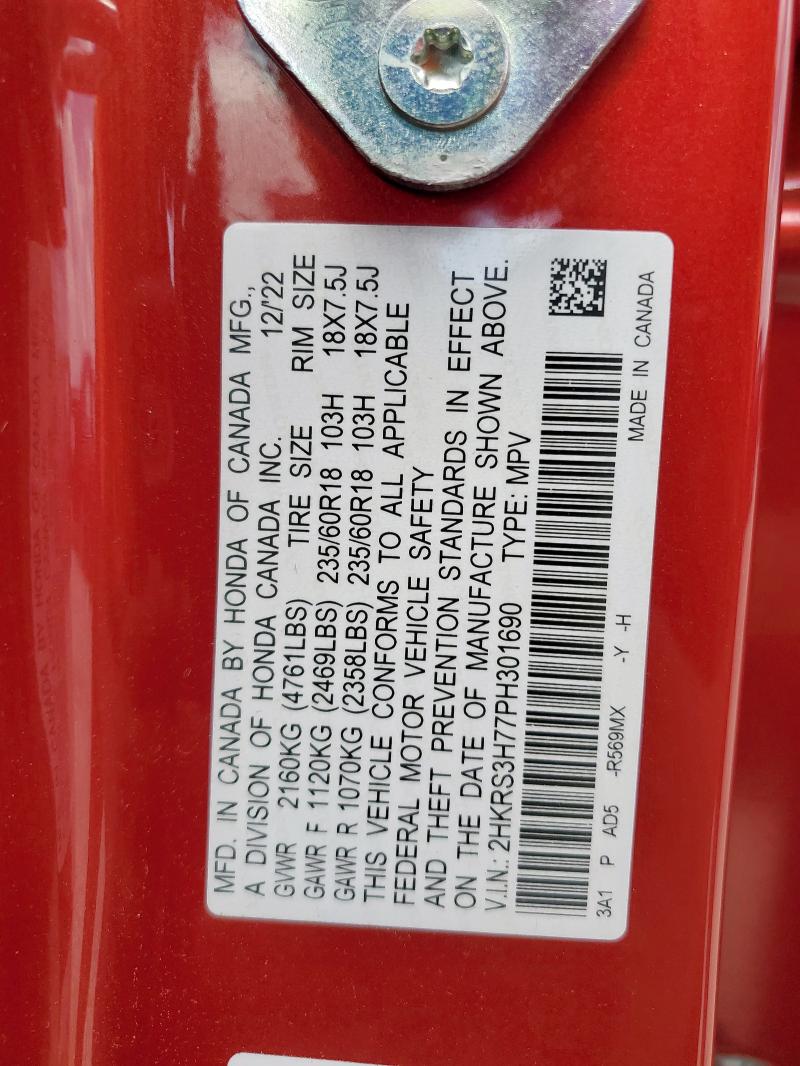 MFD. IN CANADA BY HONDA OF CANADA MFG.,
A DIVISION OF HONDA CANADA INC. 12/'22
GVWR 2160KG (4761LBS) TIRE SIZE RIM SIZE
GAWR F 1120KG (2469LBS) 235/60R18 103H 18X7.5J
GAWR R 1070KG (2358LBS) 235/60R18 103H 18X7.5J
THIS VEHICLE CONFORMS TO ALL APPLICABLE
FEDERAL MOTOR VEHICLE SAFETY
AND THEFT PREVENTION STANDARDS IN EFFECT
ON THE DATE OF MANUFACTURE SHOWN ABOVE.
V.I.N.: 2HKRS3H77PH301690 TYPE: MPV
3A1 P AD5 -R569MX -Y -H MADE IN CANADA